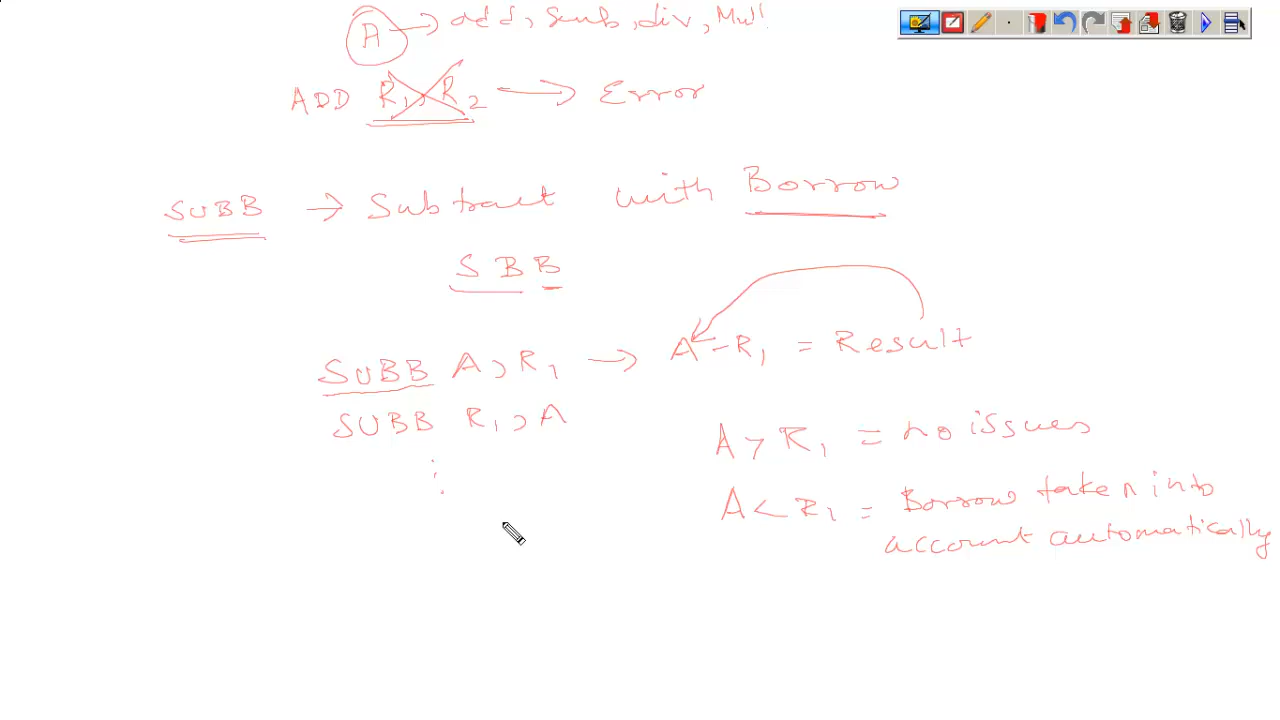 A → add, sub, div, Mul!
ADD R1, R2 → Error
SUBB → Subtract with Borrow
SBB
SUBB A, R1 → A - R1 = Result
SUBB R1, A
A > R1 = no issues
A < R1 = Borrow taken into
account automatically